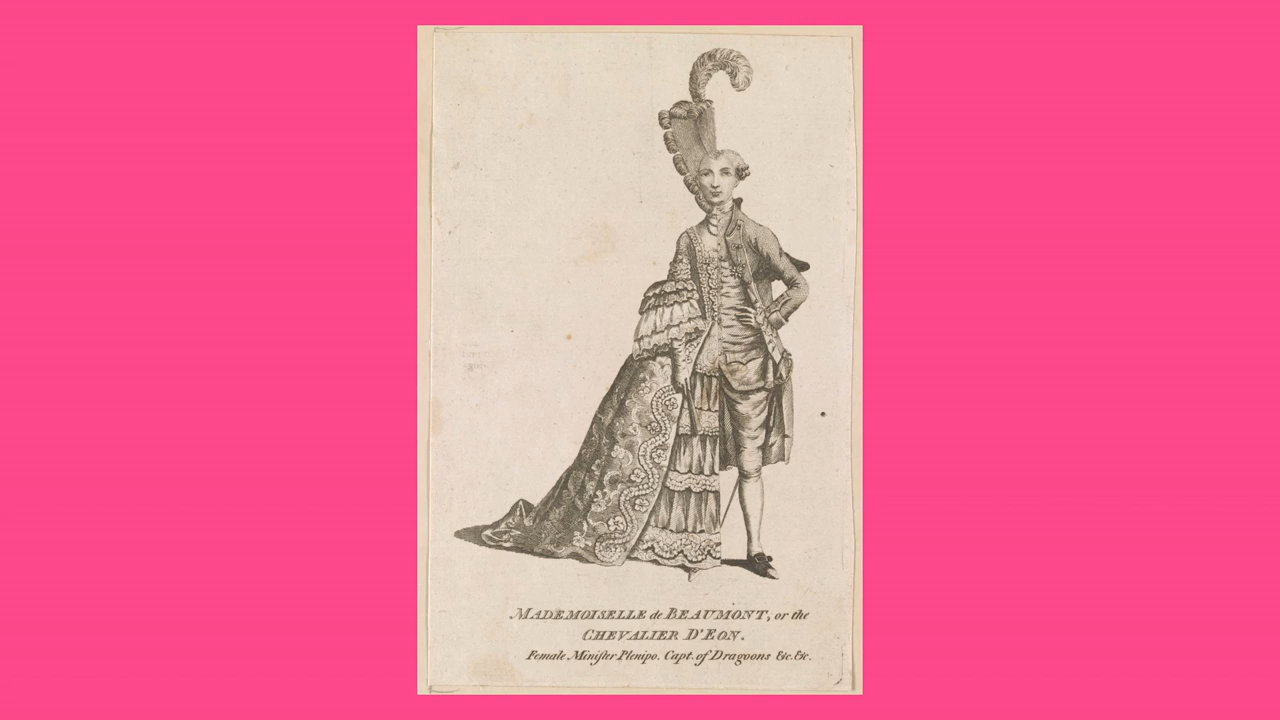 MADEMOISELLE de BEAUMONT, or the
CHEVALIER D'EON.
Female Miniſter Plenipo. Capt. of Dragoons &c. &c.